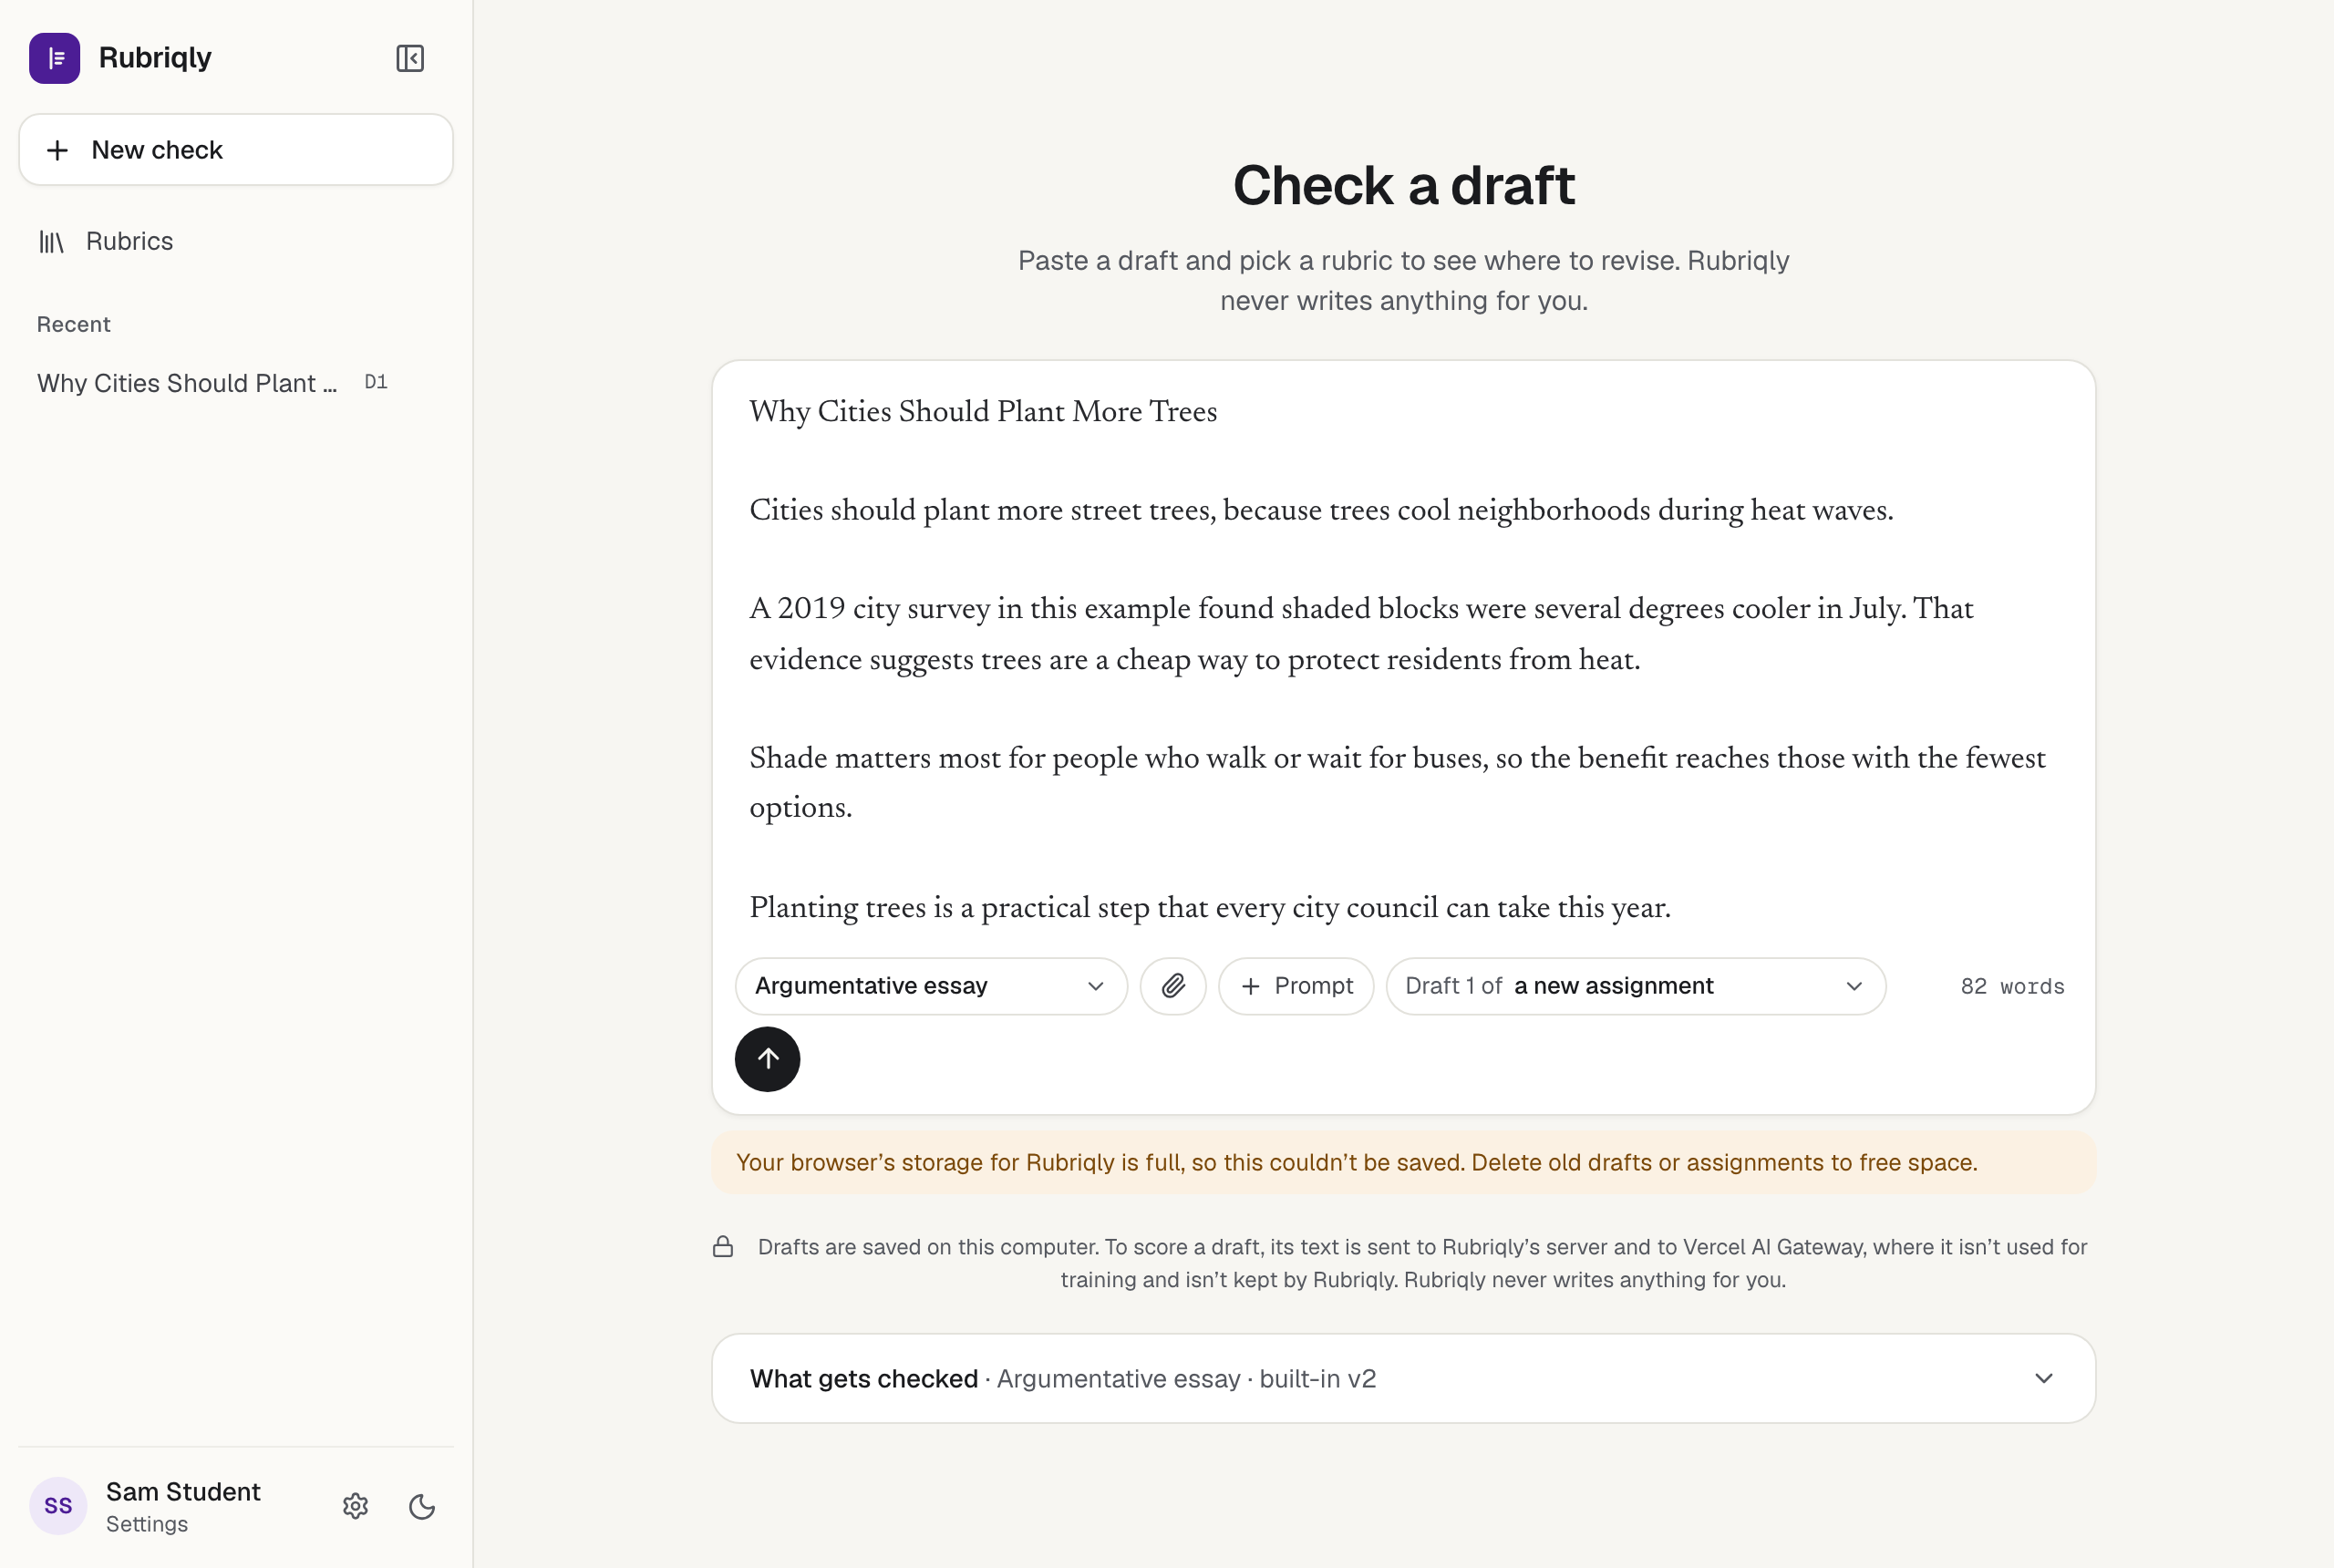 Rubriqly
New check
Rubrics
Recent
Why Cities Should Plant ... D1
Sam Student
SS
Settings
Check a draft
Paste a draft and pick a rubric to see where to revise. Rubriqly
never writes anything for you.
Why Cities Should Plant More Trees
Cities should plant more street trees, because trees cool neighborhoods during heat waves.
A 2019 city survey in this example found shaded blocks were several degrees cooler in July. That
evidence suggests trees are a cheap way to protect residents from heat.
Shade matters most for people who walk or wait for buses, so the benefit reaches those with the fewest
options.
Planting trees is a practical step that every city council can take this year.
Argumentative essay + Prompt Draft 1 of a new assignment 82 words
Your browser’s storage for Rubriqly is full, so this couldn’t be saved. Delete old drafts or assignments to free space.
Drafts are saved on this computer. To score a draft, its text is sent to Rubriqly’s server and to Vercel AI Gateway, where it isn’t used for
training and isn’t kept by Rubriqly. Rubriqly never writes anything for you.
What gets checked · Argumentative essay · built-in v2